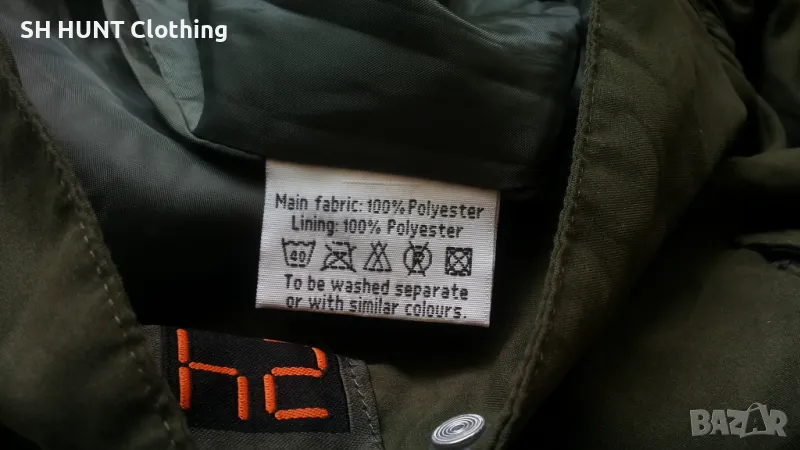 SH HUNT Clothing
Main fabric: 100% Polyester
Lining: 100% Polyester
40 R
To be washed separate
or with similar colours.
h2
BAZAR